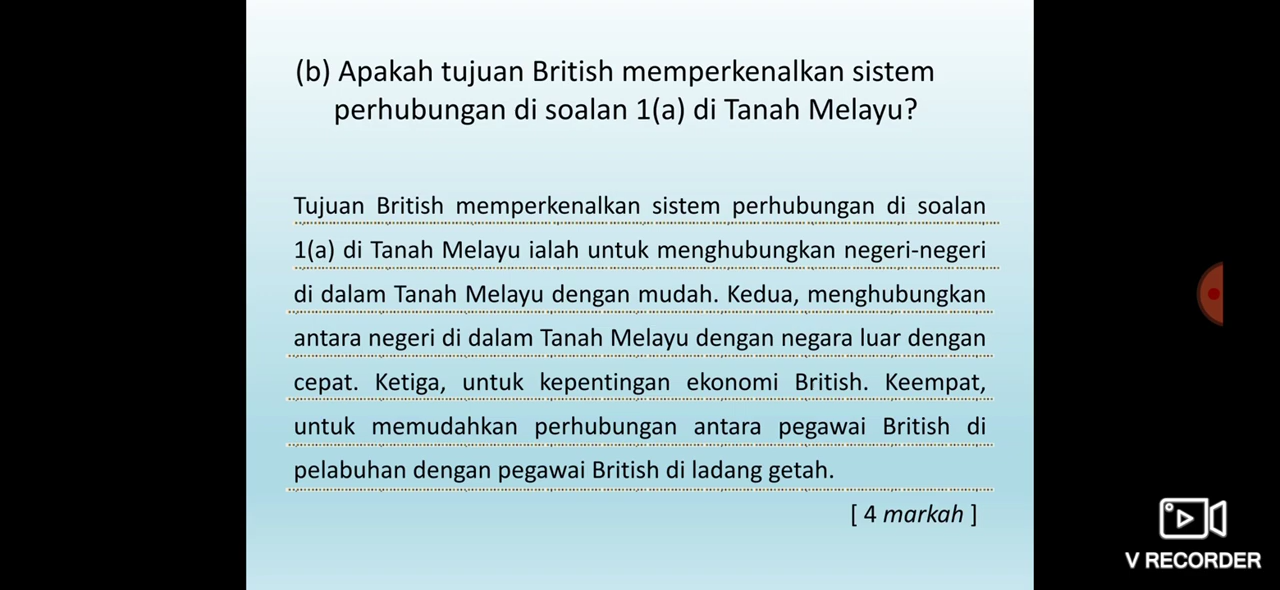 (b) Apakah tujuan British memperkenalkan sistem
perhubungan di soalan 1(a) di Tanah Melayu?
Tujuan British memperkenalkan sistem perhubungan di soalan
1(a) di Tanah Melayu ialah untuk menghubungkan negeri-negeri
di dalam Tanah Melayu dengan mudah. Kedua, menghubungkan
antara negeri di dalam Tanah Melayu dengan negara luar dengan
cepat. Ketiga, untuk kepentingan ekonomi British. Keempat,
untuk memudahkan perhubungan antara pegawai British di
pelabuhan dengan pegawai British di ladang getah.
[ 4 markah ]
V RECORDER